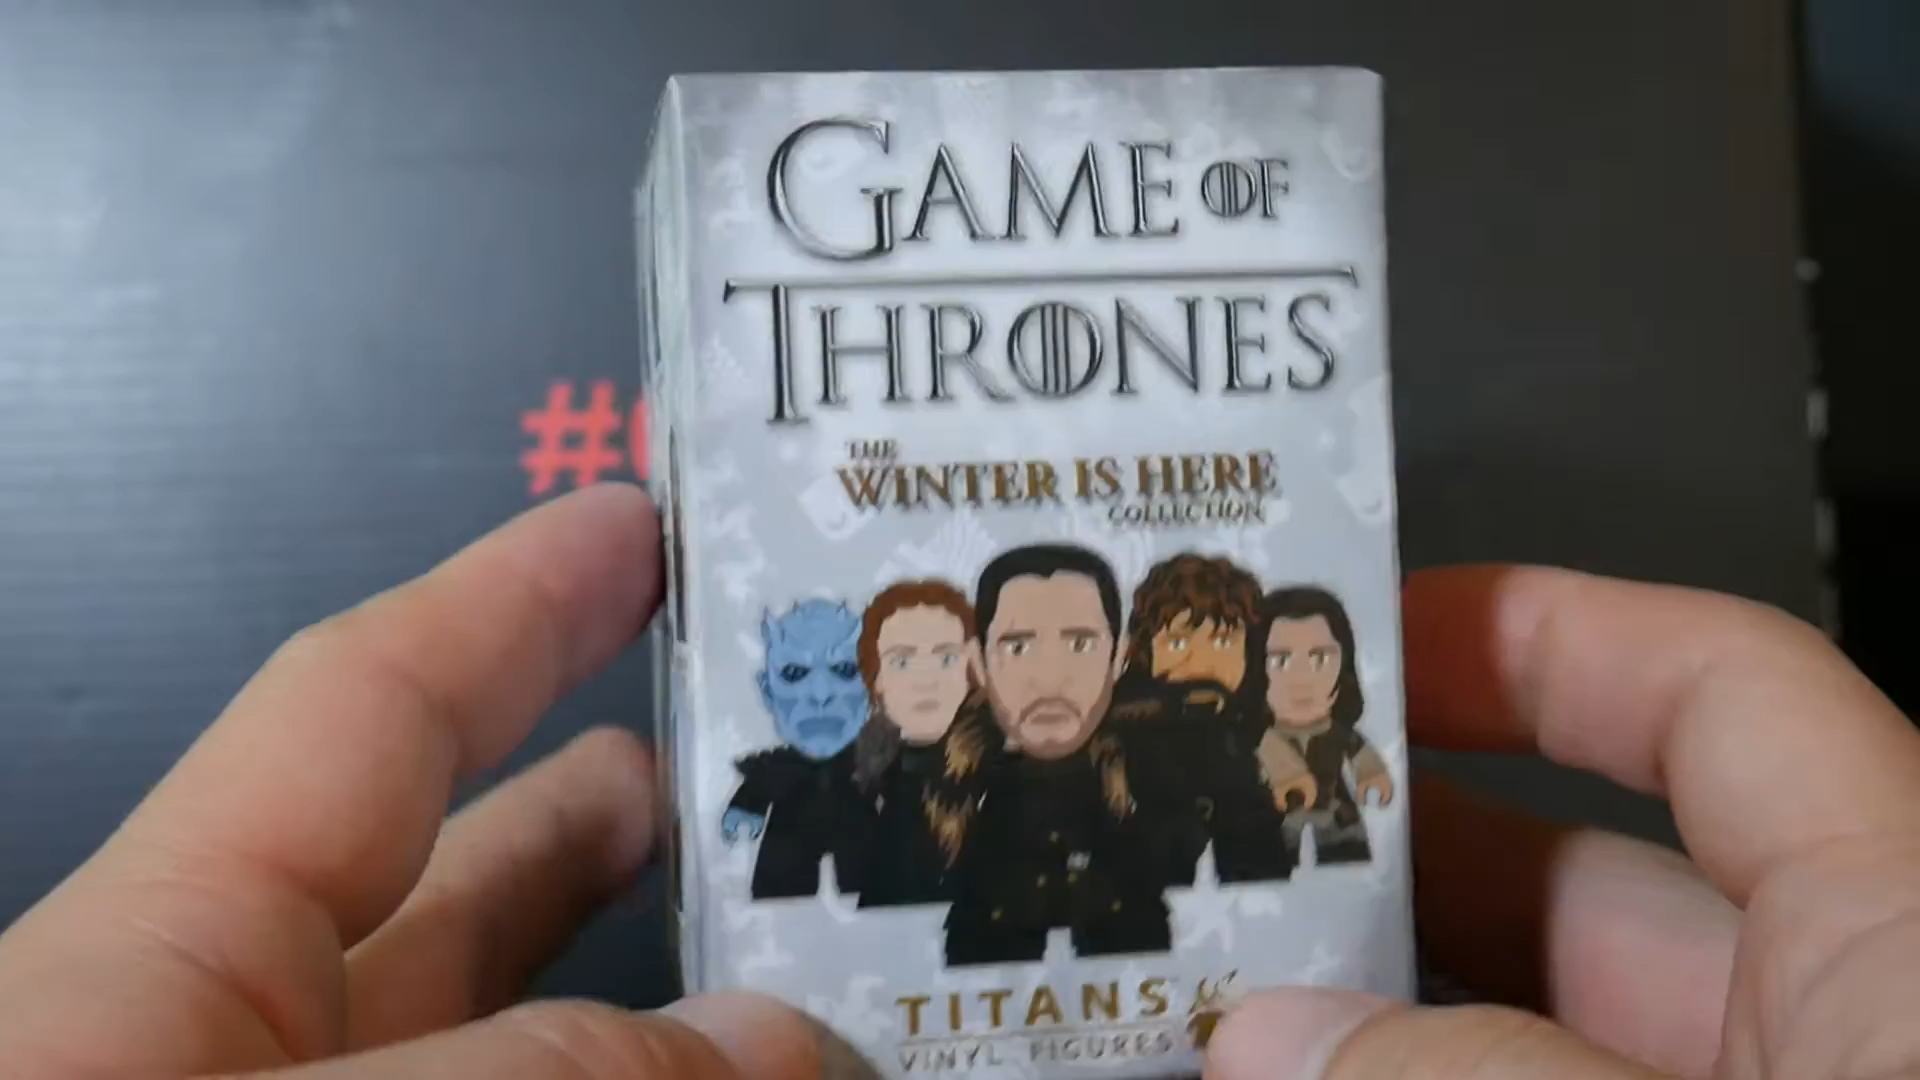 GAME OF
THRONES
THE
WINTER IS HERE
COLLECTION
#
TITANS
VINYL FIGURES